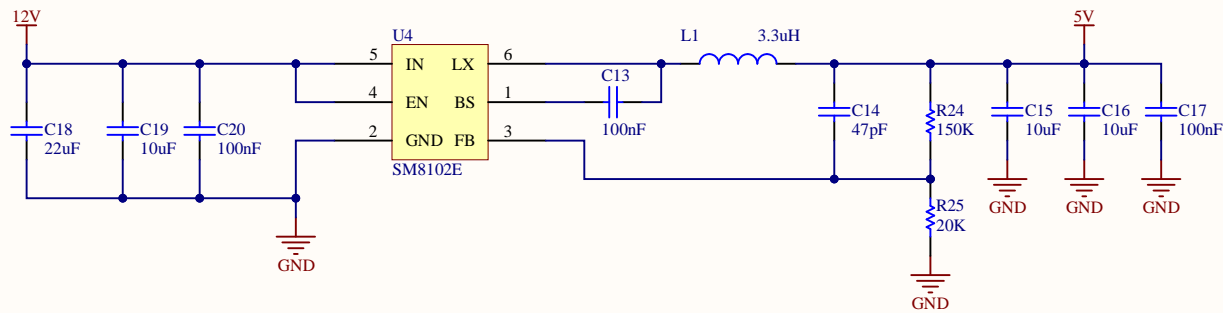 12V
5V
U4
L1
3.3uH
5
IN
LX
6
C13
4
EN
BS
1
100nF
2
GND
FB
3
SM8102E
C18
22uF
C19
10uF
C20
100nF
C14
47pF
R24
150K
C15
10uF
C16
10uF
C17
100nF
R25
20K
GND
GND
GND
GND
GND